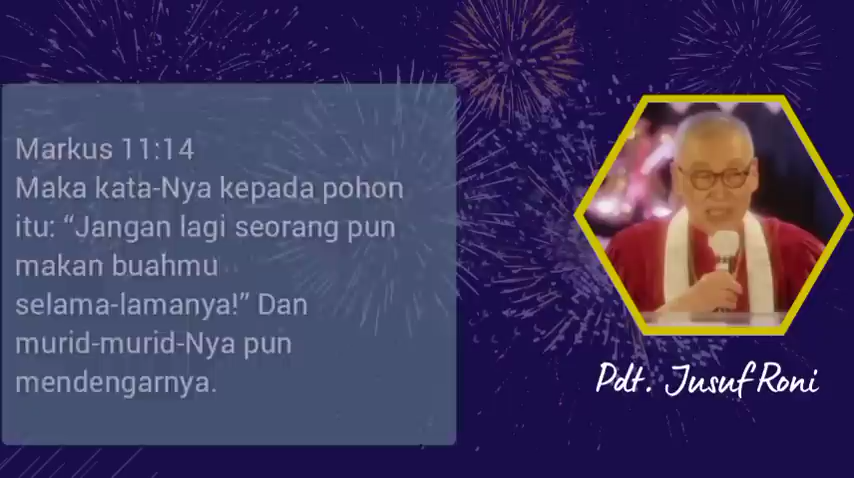 Markus 11:14
Maka kata-Nya kepada pohon
itu: “Jangan lagi seorang pun
makan buahmu
selama-lamanya!” Dan
murid-murid-Nya pun
mendengarnya.
Pdt. Jusuf Roni